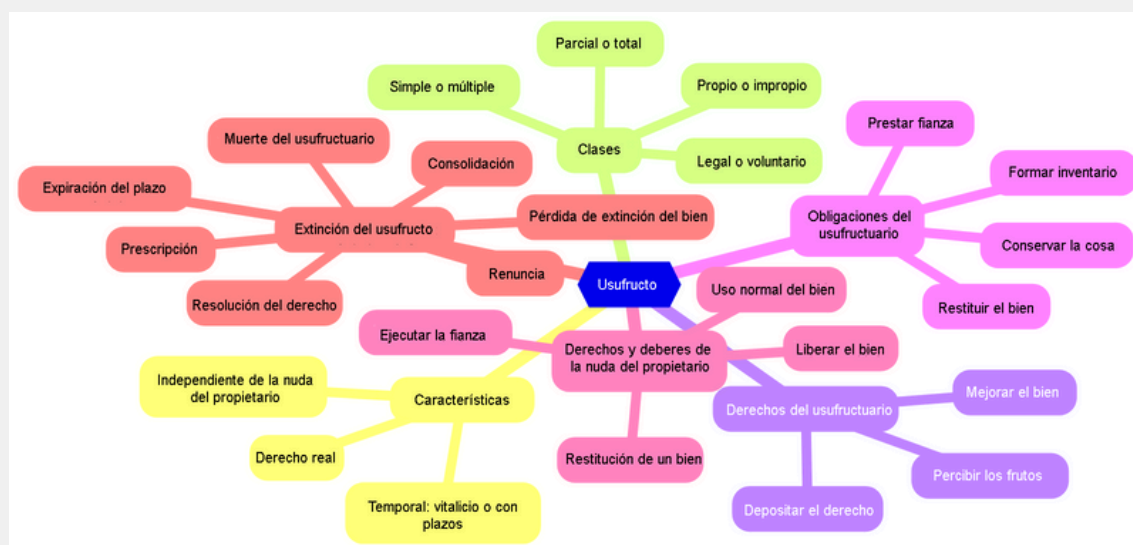 Usufructo
Clases
Parcial o total
Simple o múltiple
Propio o impropio
Legal o voluntario
Extinción del usufructo
Muerte del usufructuario
Consolidación
Expiración del plazo
Pérdida de extinción del bien
Prescripción
Renuncia
Resolución del derecho
Obligaciones del
usufructuario
Prestar fianza
Formar inventario
Conservar la cosa
Restituir el bien
Derechos y deberes de
la nuda del propietario
Uso normal del bien
Ejecutar la fianza
Liberar el bien
Restitución de un bien
Características
Independiente de la nuda
del propietario
Derecho real
Temporal: vitalicio o con
plazos
Derechos del usufructuario
Mejorar el bien
Percibir los frutos
Depositar el derecho